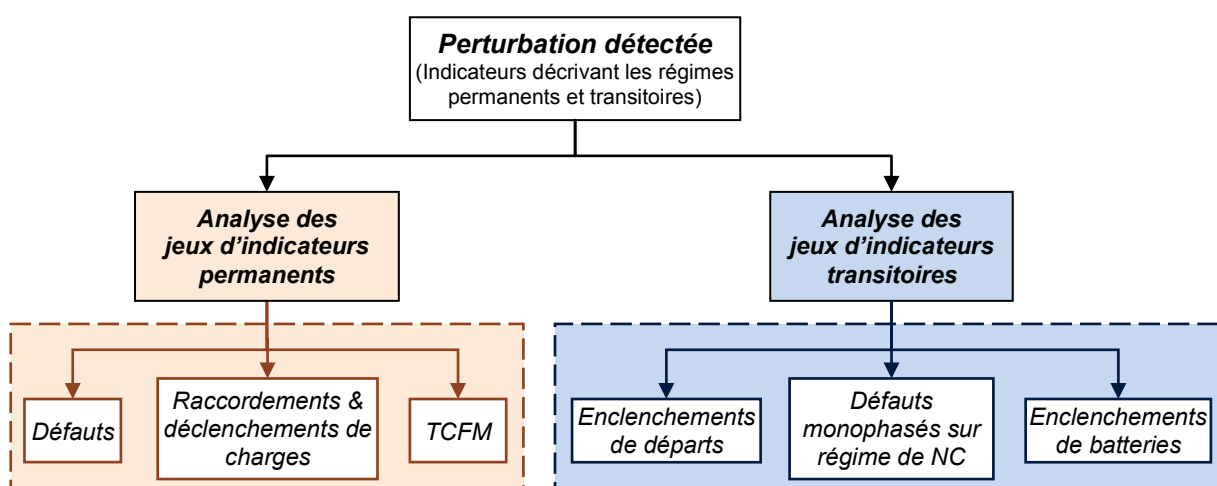 Perturbation détectée
(Indicateurs décrivant les régimes
permanents et transitoires)
Analyse des
jeux d'indicateurs
permanents
Analyse des
jeux d'indicateurs
transitoires
Défauts
Raccordements &
déclenchements de
charges
TCFM
Enclenchements
de départs
Défauts
monophasés sur
régime de NC
Enclenchements
de batteries